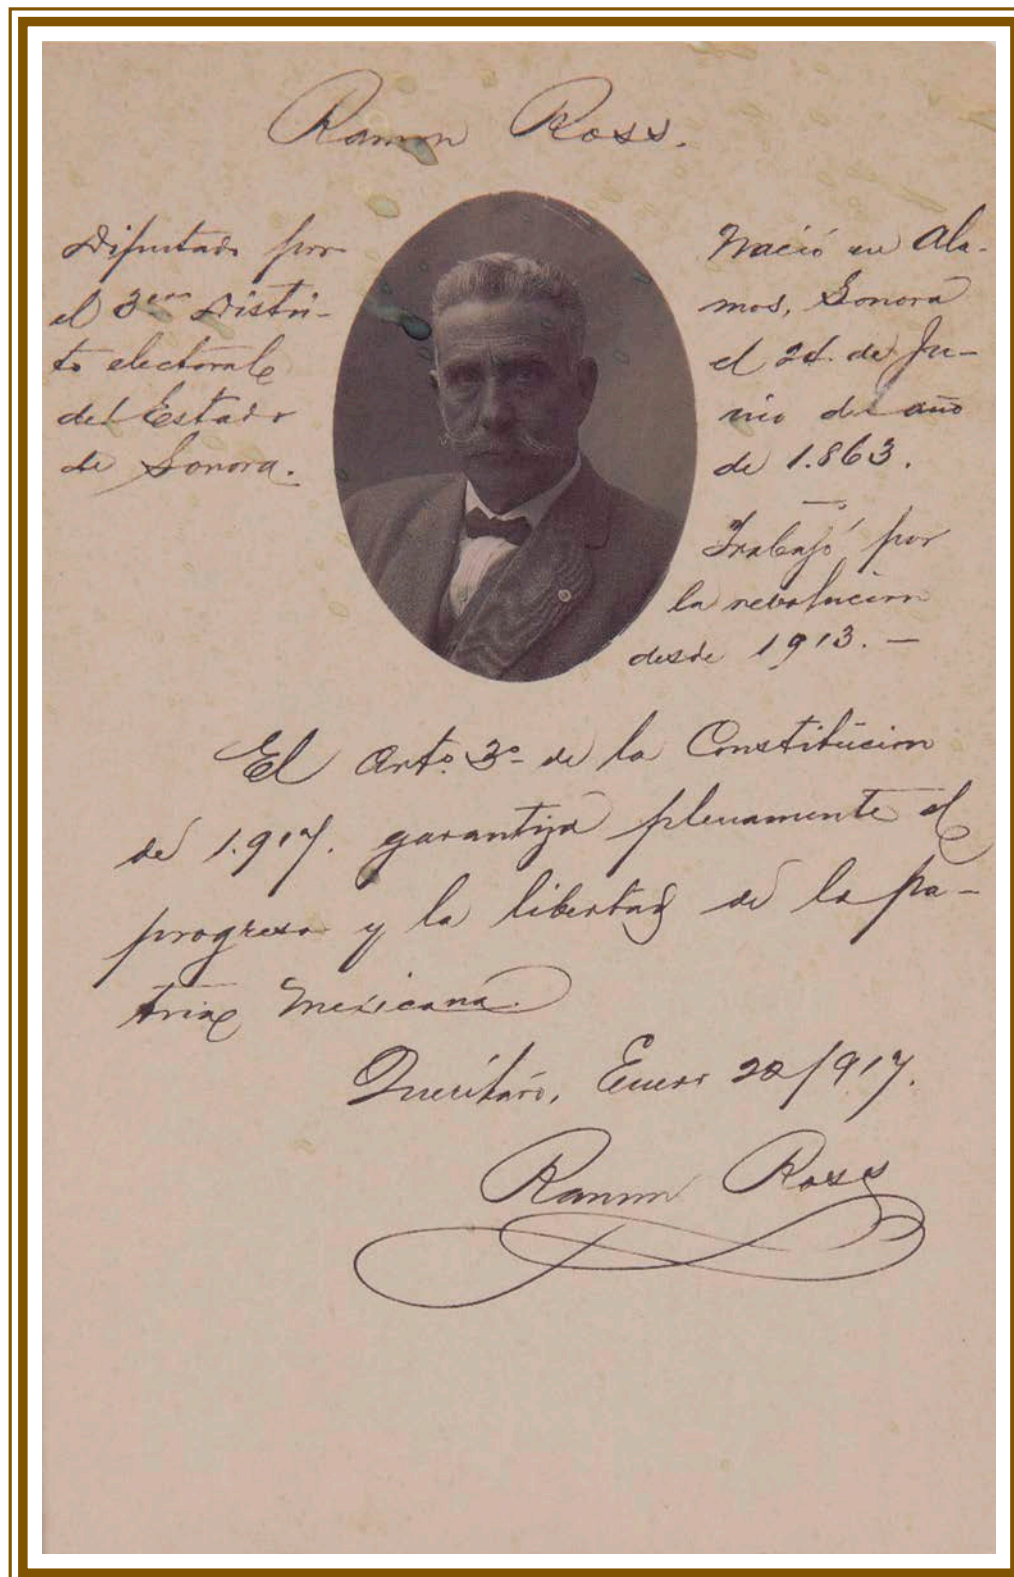 Ramon Ross.
Diputado por
el 3er Distri-
to electoral
del Estado
de Sonora.
Nació en Ala-
mos, Sonora
el 24 de Ju-
nio del año
de 1.863.
Trabajó por
la revolucion
desde 1913. —
El Arto. 3o- de la Constitucion
de 1.917. garantiza plenamente el
progreso y la libertad de la pa-
tria Mexicana.
Querétaro, Enero 28/917.
Ramon Ross